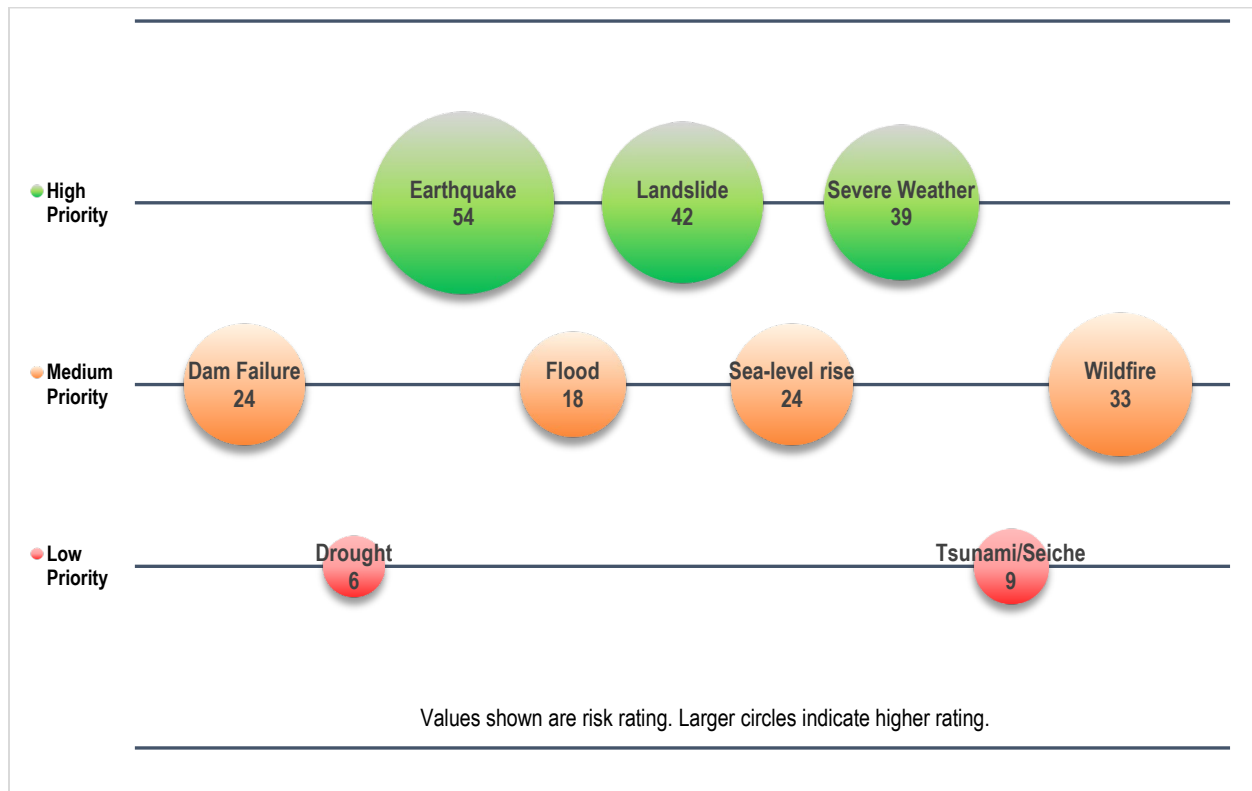 High
Priority
Earthquake
54
Landslide
42
Severe Weather
39
Medium
Priority
Dam Failure
24
Flood
18
Sea-level rise
24
Wildfire
33
Low
Priority
Drought
6
Tsunami/Seiche
9
Values shown are risk rating. Larger circles indicate higher rating.